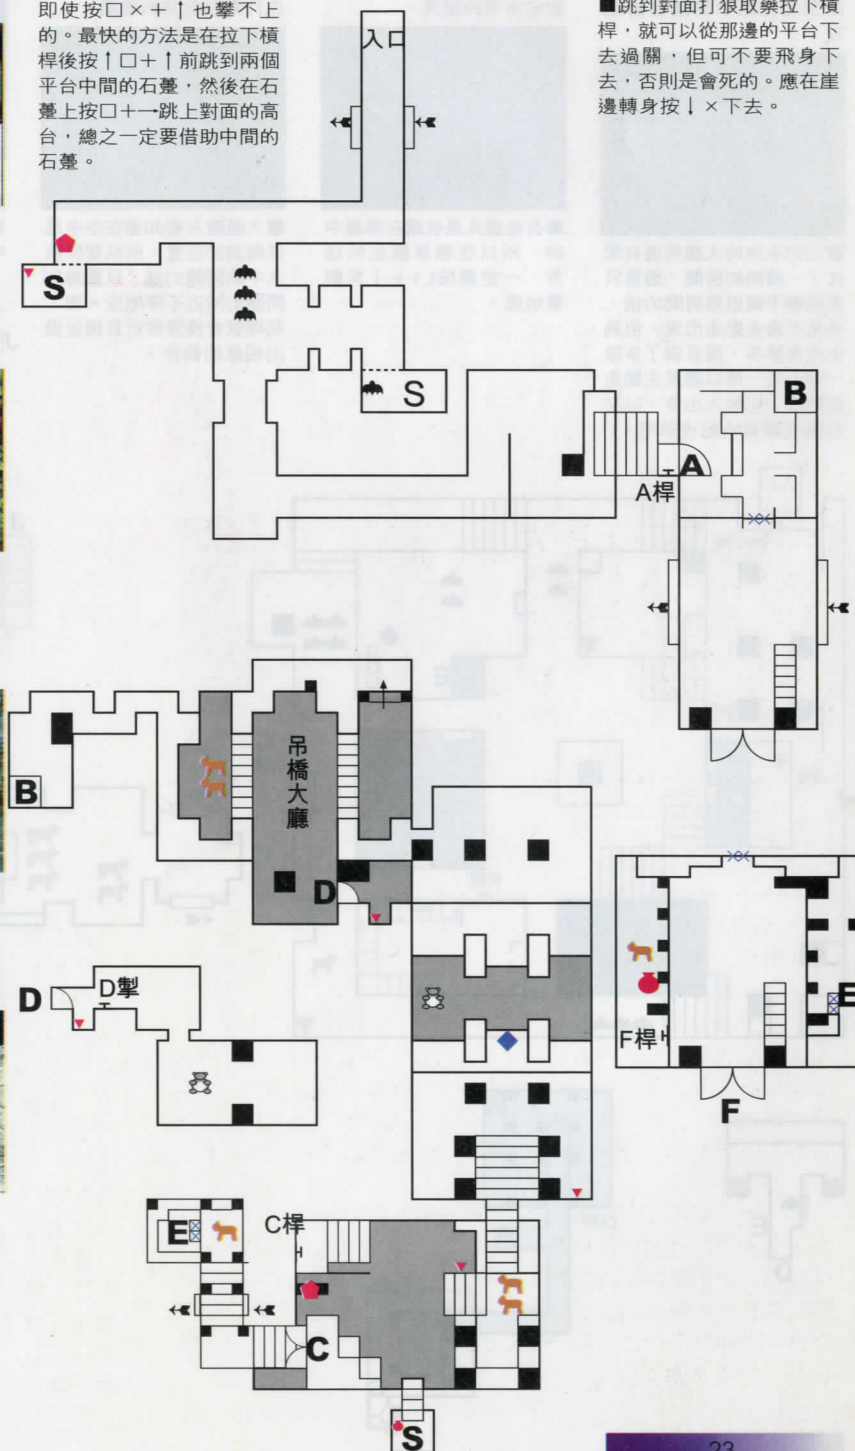 即使按□×+↑也攀不上
的。最快的方法是在拉下橫
桿後按↑□+↑前跳到兩個
平台中間的石躉，然後在石
躉上按□+→跳上對面的高
台，總之一定要借助中間的
石躉。
■跳到對面打狼取藥拉下橫
桿，就可以從那邊的平台下
去過關，但可不要飛身下
去，否則是會死的。應在崖
邊轉身按↓×下去。
入口
S
S
B
A
A桿
吊橋大廳
B
D
D
D掣
E
F桿
F
E
C桿
C
S
23